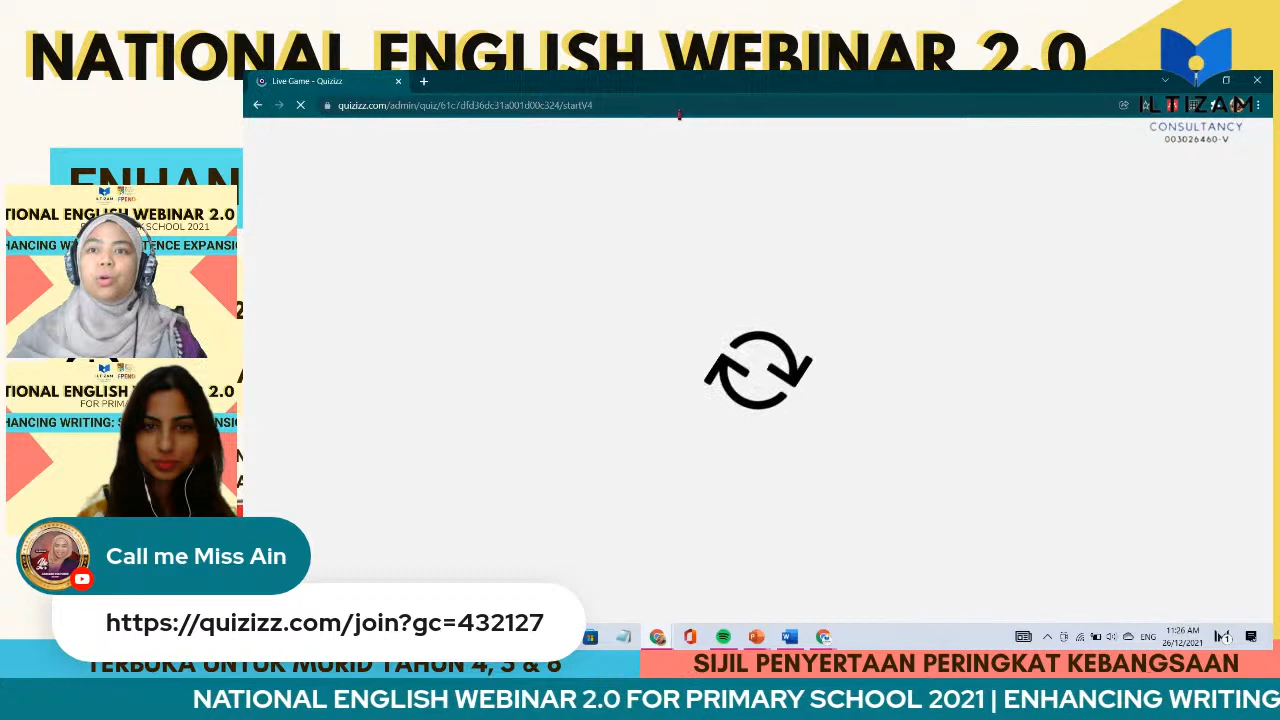 NATIONAL ENGLISH WEBINAR 2.0
Live Game - Quizizz
quizizz.com/admin/quiz/61c7dfd36dc31a001d00c324/startV4
ILTIZAM
CONSULTANCY
003026460-V
ENHAN
TIONAL ENGLISH WEBINAR 2.0
Y SCHOOL 2021
HANCING W TENCE EXPANSI
TIONAL ENGLISH WEBINAR 2.0
FOR PRIMA
HANCING WRITING: S
Call me Miss Ain
https://quizizz.com/join?gc=432127
ENG
11:26 AM
26/12/2021
TERBUKA UNTUK MURID TAHUN 4, 5 & 6
SIJIL PENYERTAAN PERINGKAT KEBANGSAAN
NATIONAL ENGLISH WEBINAR 2.0 FOR PRIMARY SCHOOL 2021 | ENHANCING WRITING